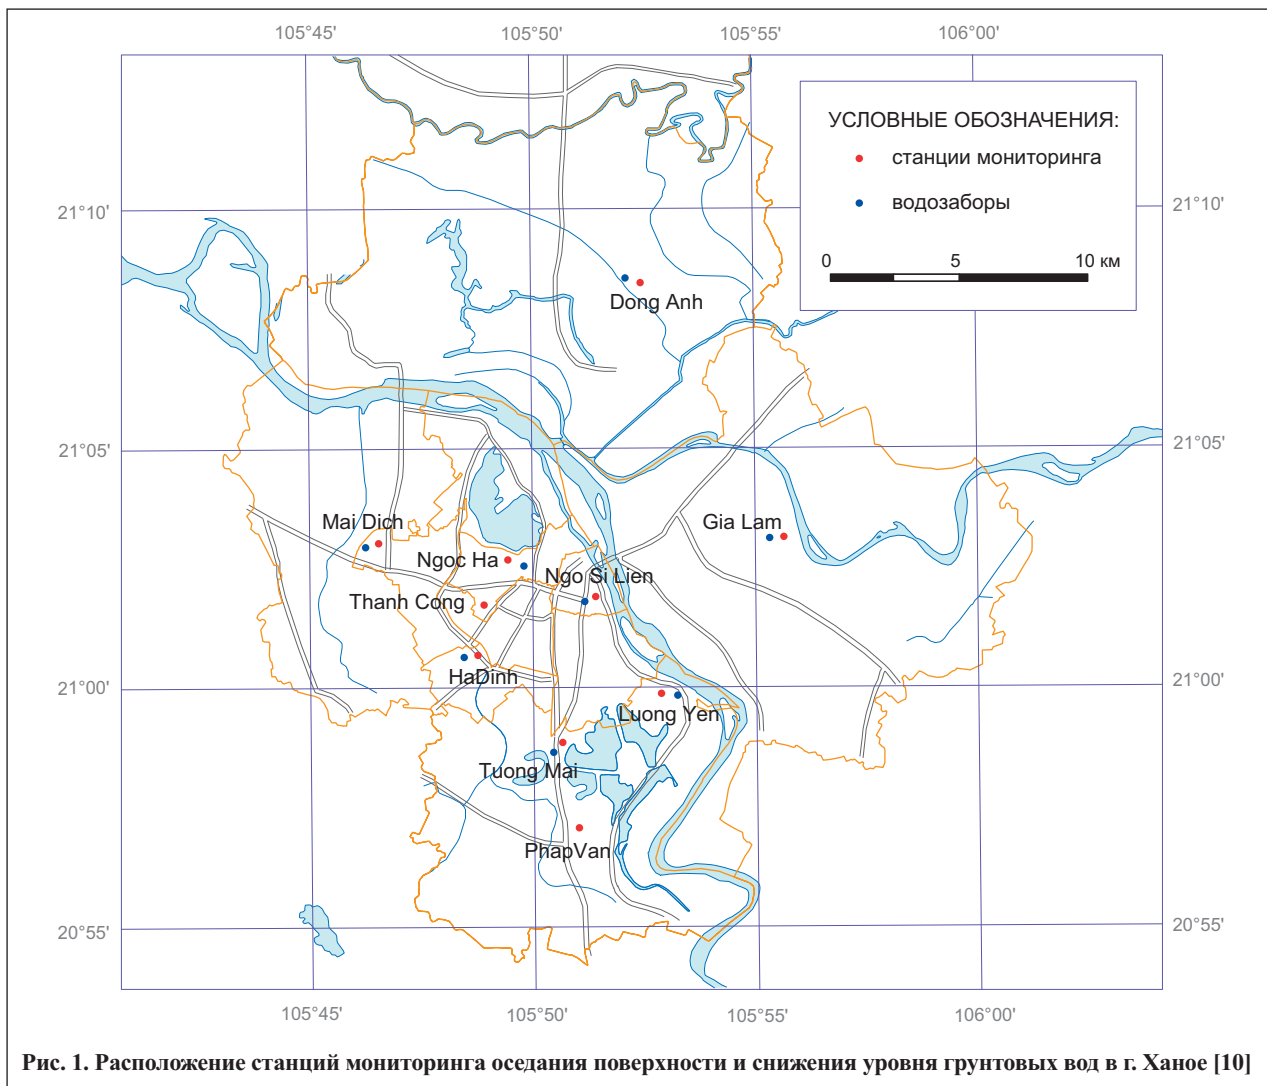 105°45' 105°50' 105°55' 106°00'
УСЛОВНЫЕ ОБОЗНАЧЕНИЯ:
станции мониторинга
водозаборы
0 5 10 км
21°10' 21°10'
Dong Anh
21°05' 21°05'
Mai Dich
Gia Lam
Ngoc Ha
Ngo Si Lien
Thanh Cong
HaDinh
21°00' 21°00'
Luong Yen
Tuong Mai
PhapVan
20°55' 20°55'
105°45' 105°50' 105°55' 106°00'
Рис. 1. Расположение станций мониторинга оседания поверхности и снижения уровня грунтовых вод в г. Ханое [10]